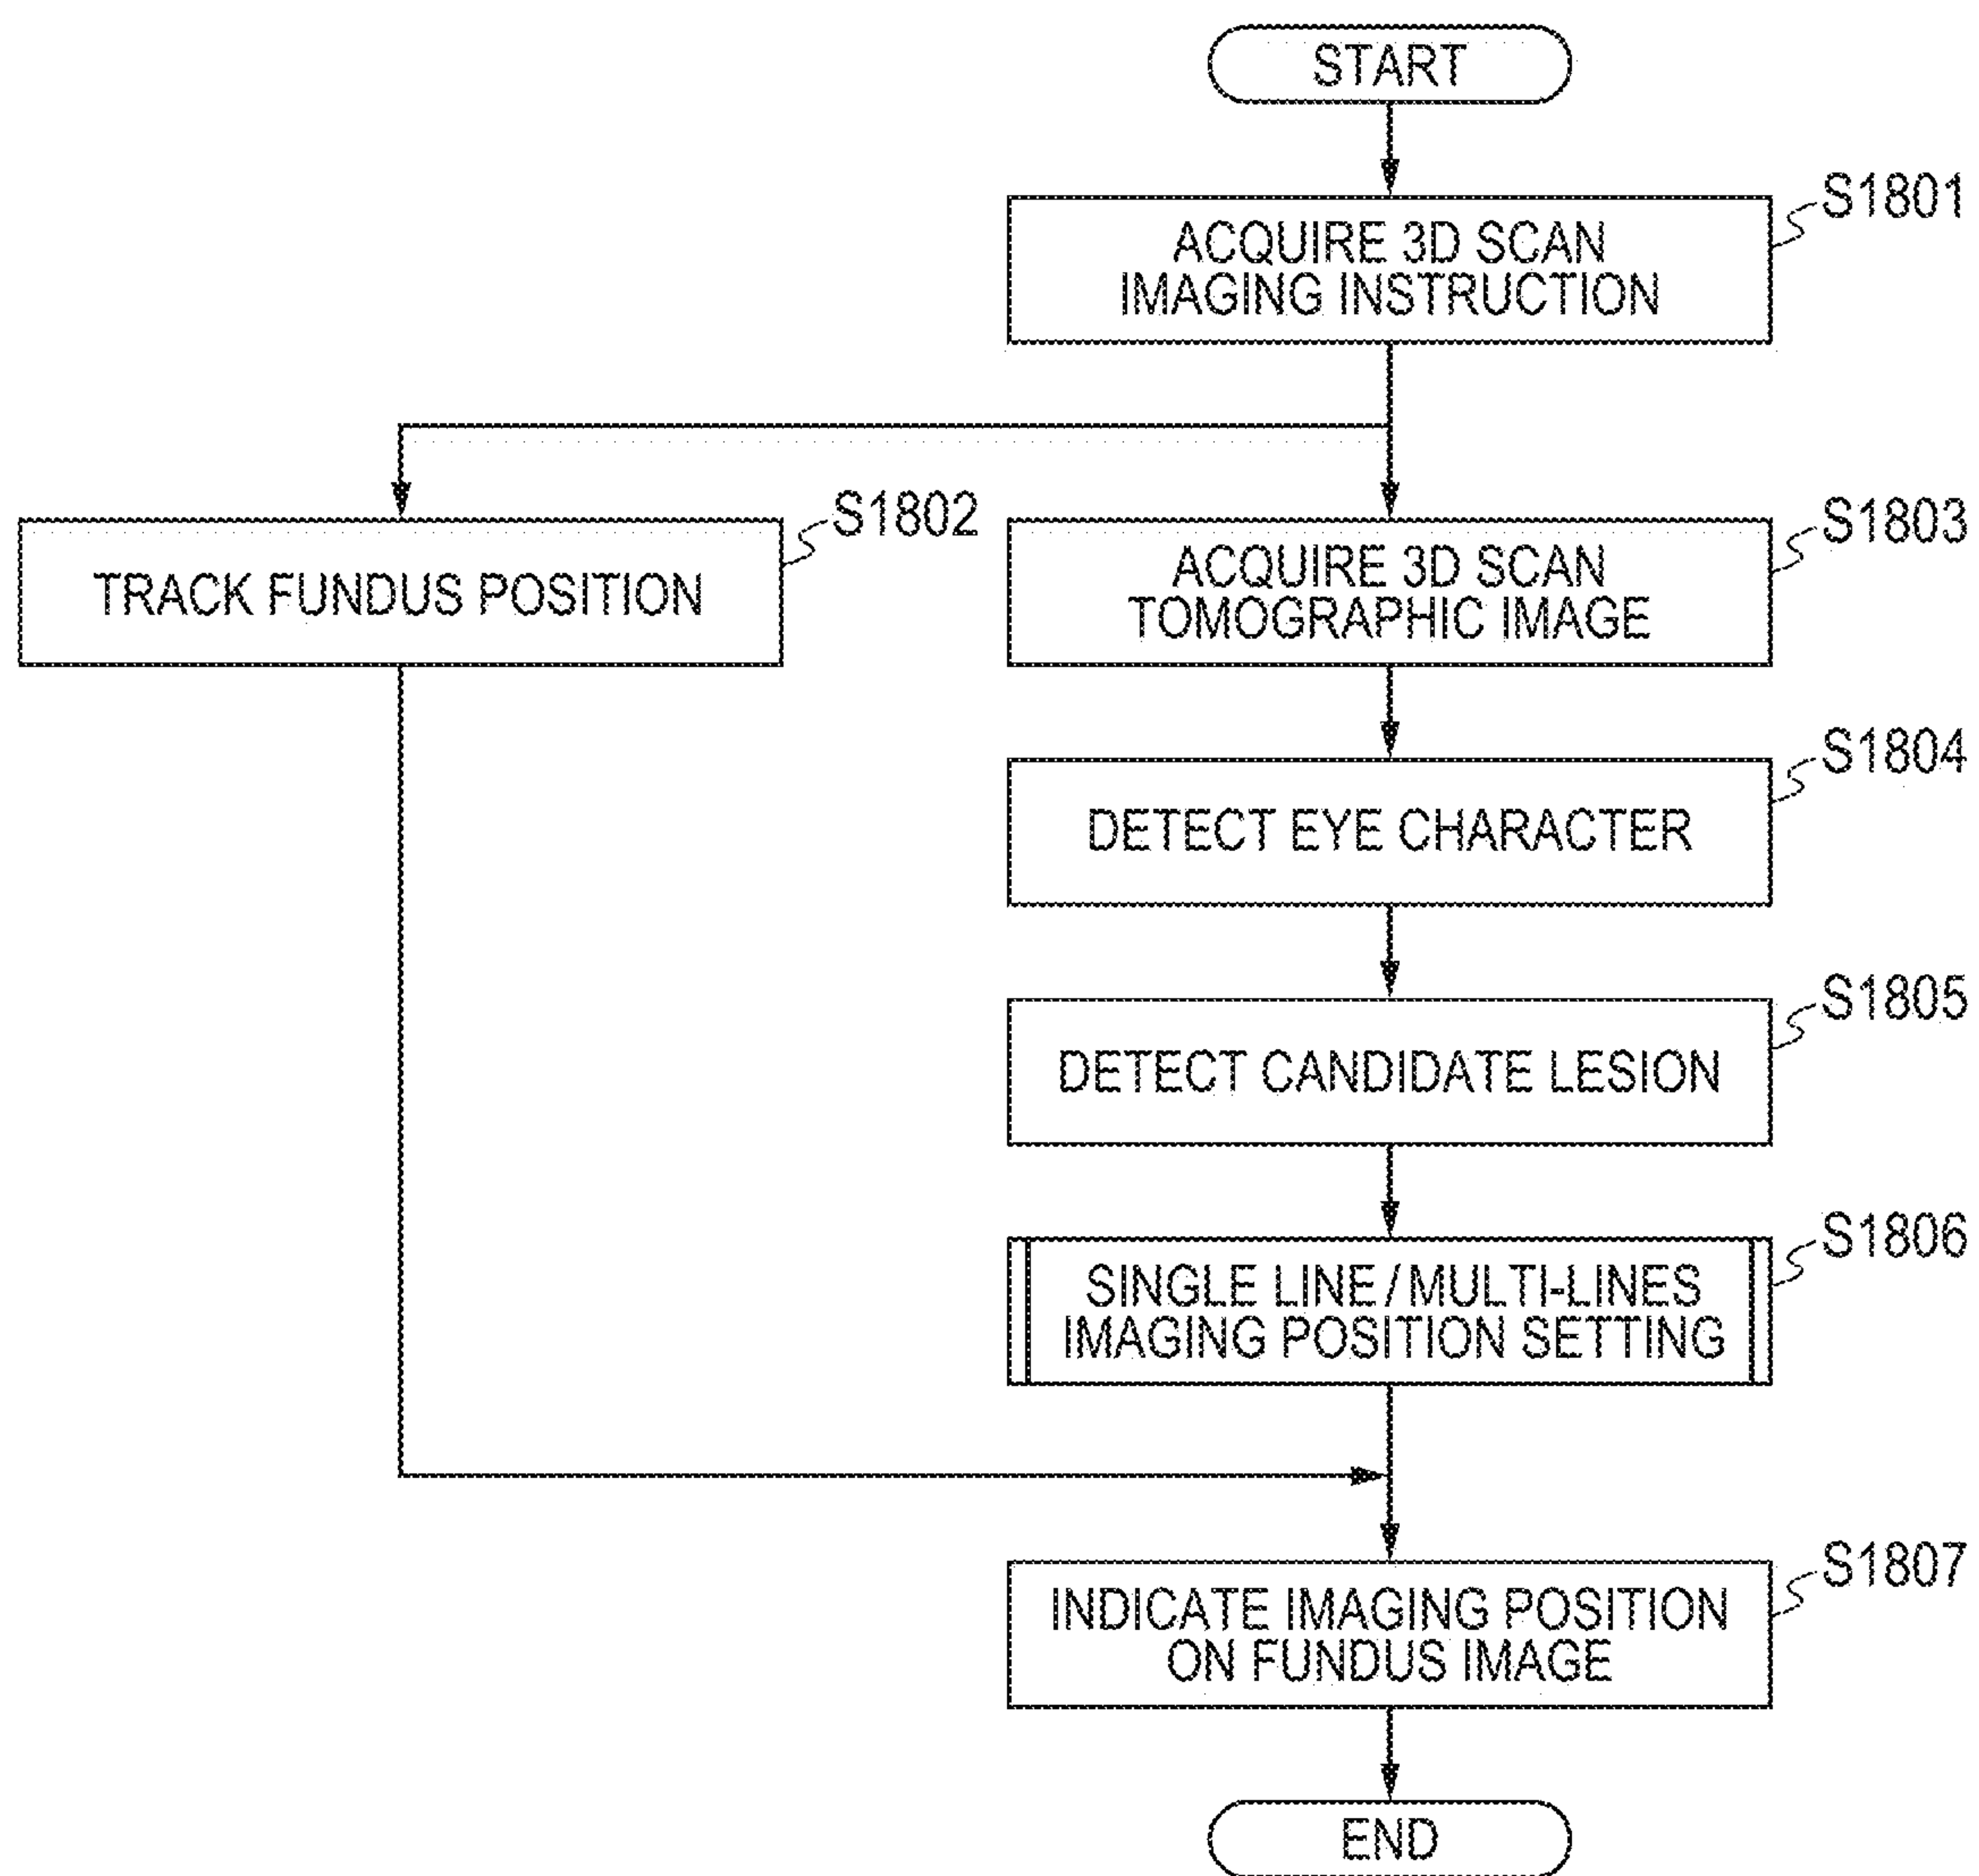 START
S1801
ACQUIRE 3D SCAN
IMAGING INSTRUCTION
S1802
TRACK FUNDUS POSITION
S1803
ACQUIRE 3D SCAN
TOMOGRAPHIC IMAGE
S1804
DETECT EYE CHARACTER
S1805
DETECT CANDIDATE LESION
S1806
SINGLE LINE / MULTI-LINES
IMAGING POSITION SETTING
S1807
INDICATE IMAGING POSITION
ON FUNDUS IMAGE
END